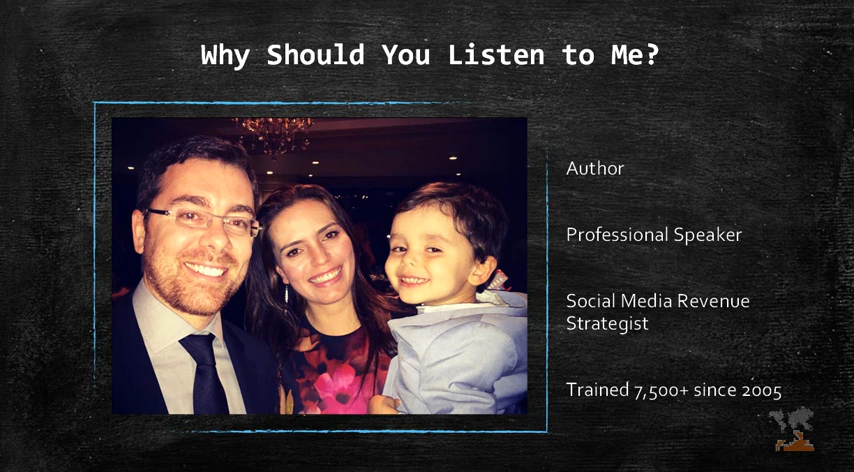 Why Should You Listen to Me?
Author
Professional Speaker
Social Media Revenue
Strategist
Trained 7,500+ since 2005